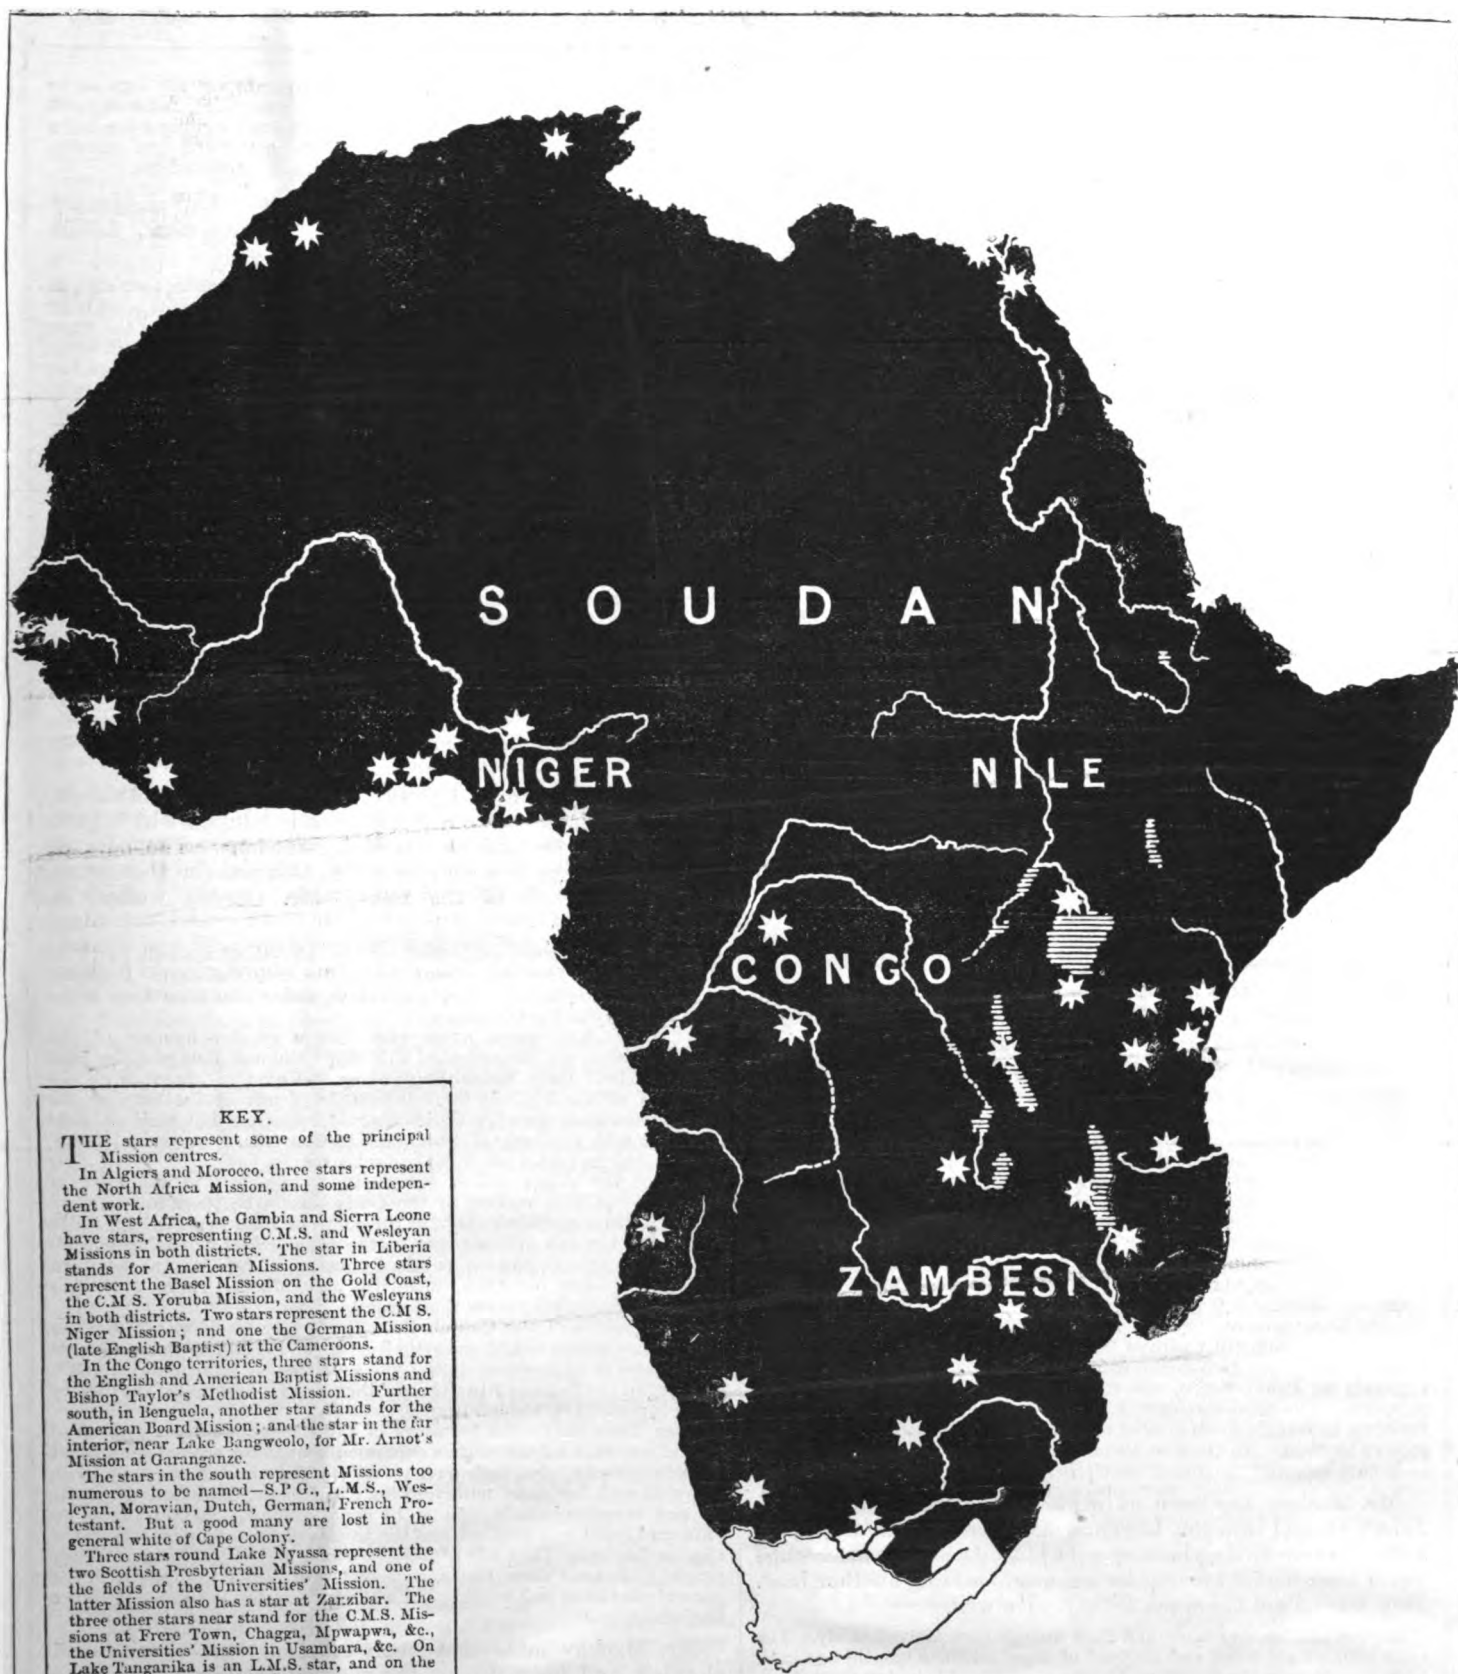 SOUDAN
NIGER
NILE
CONGO
ZAMBESI
KEY.
THE stars represent some of the principal
Mission centres.
In Algiers and Morocco, three stars represent
the North Africa Mission, and some indepen-
dent work.
In West Africa, the Gambia and Sierra Leone
have stars, representing C.M.S. and Wesleyan
Missions in both districts. The star in Liberia
stands for American Missions. Three stars
represent the Basel Mission on the Gold Coast,
the C.M S. Yoruba Mission, and the Wesleyans
in both districts. Two stars represent the C.M S.
Niger Mission; and one the German Mission
(late English Baptist) at the Cameroons.
In the Congo territories, three stars stand for
the English and American Baptist Missions and
Bishop Taylor's Methodist Mission. Further
south, in Benguela, another star stands for the
American Board Mission; and the star in the far
interior, near Lake Bangweolo, for Mr. Arnot's
Mission at Garanganze.
The stars in the south represent Missions too
numerous to be named—S.P G., L.M.S., Wes-
leyan, Moravian, Dutch, German, French Pro-
testant. But a good many are lost in the
general white of Cape Colony.
Three stars round Lake Nyassa represent the
two Scottish Presbyterian Missions, and one of
the fields of the Universities' Mission. The
latter Mission also has a star at Zanzibar. The
three other stars near stand for the C.M.S. Mis-
sions at Frere Town, Chagga, Mpwapwa, &c.,
the Universities' Mission in Usambara, &c. On
Lake Tanganika is an L.M.S. star, and on the